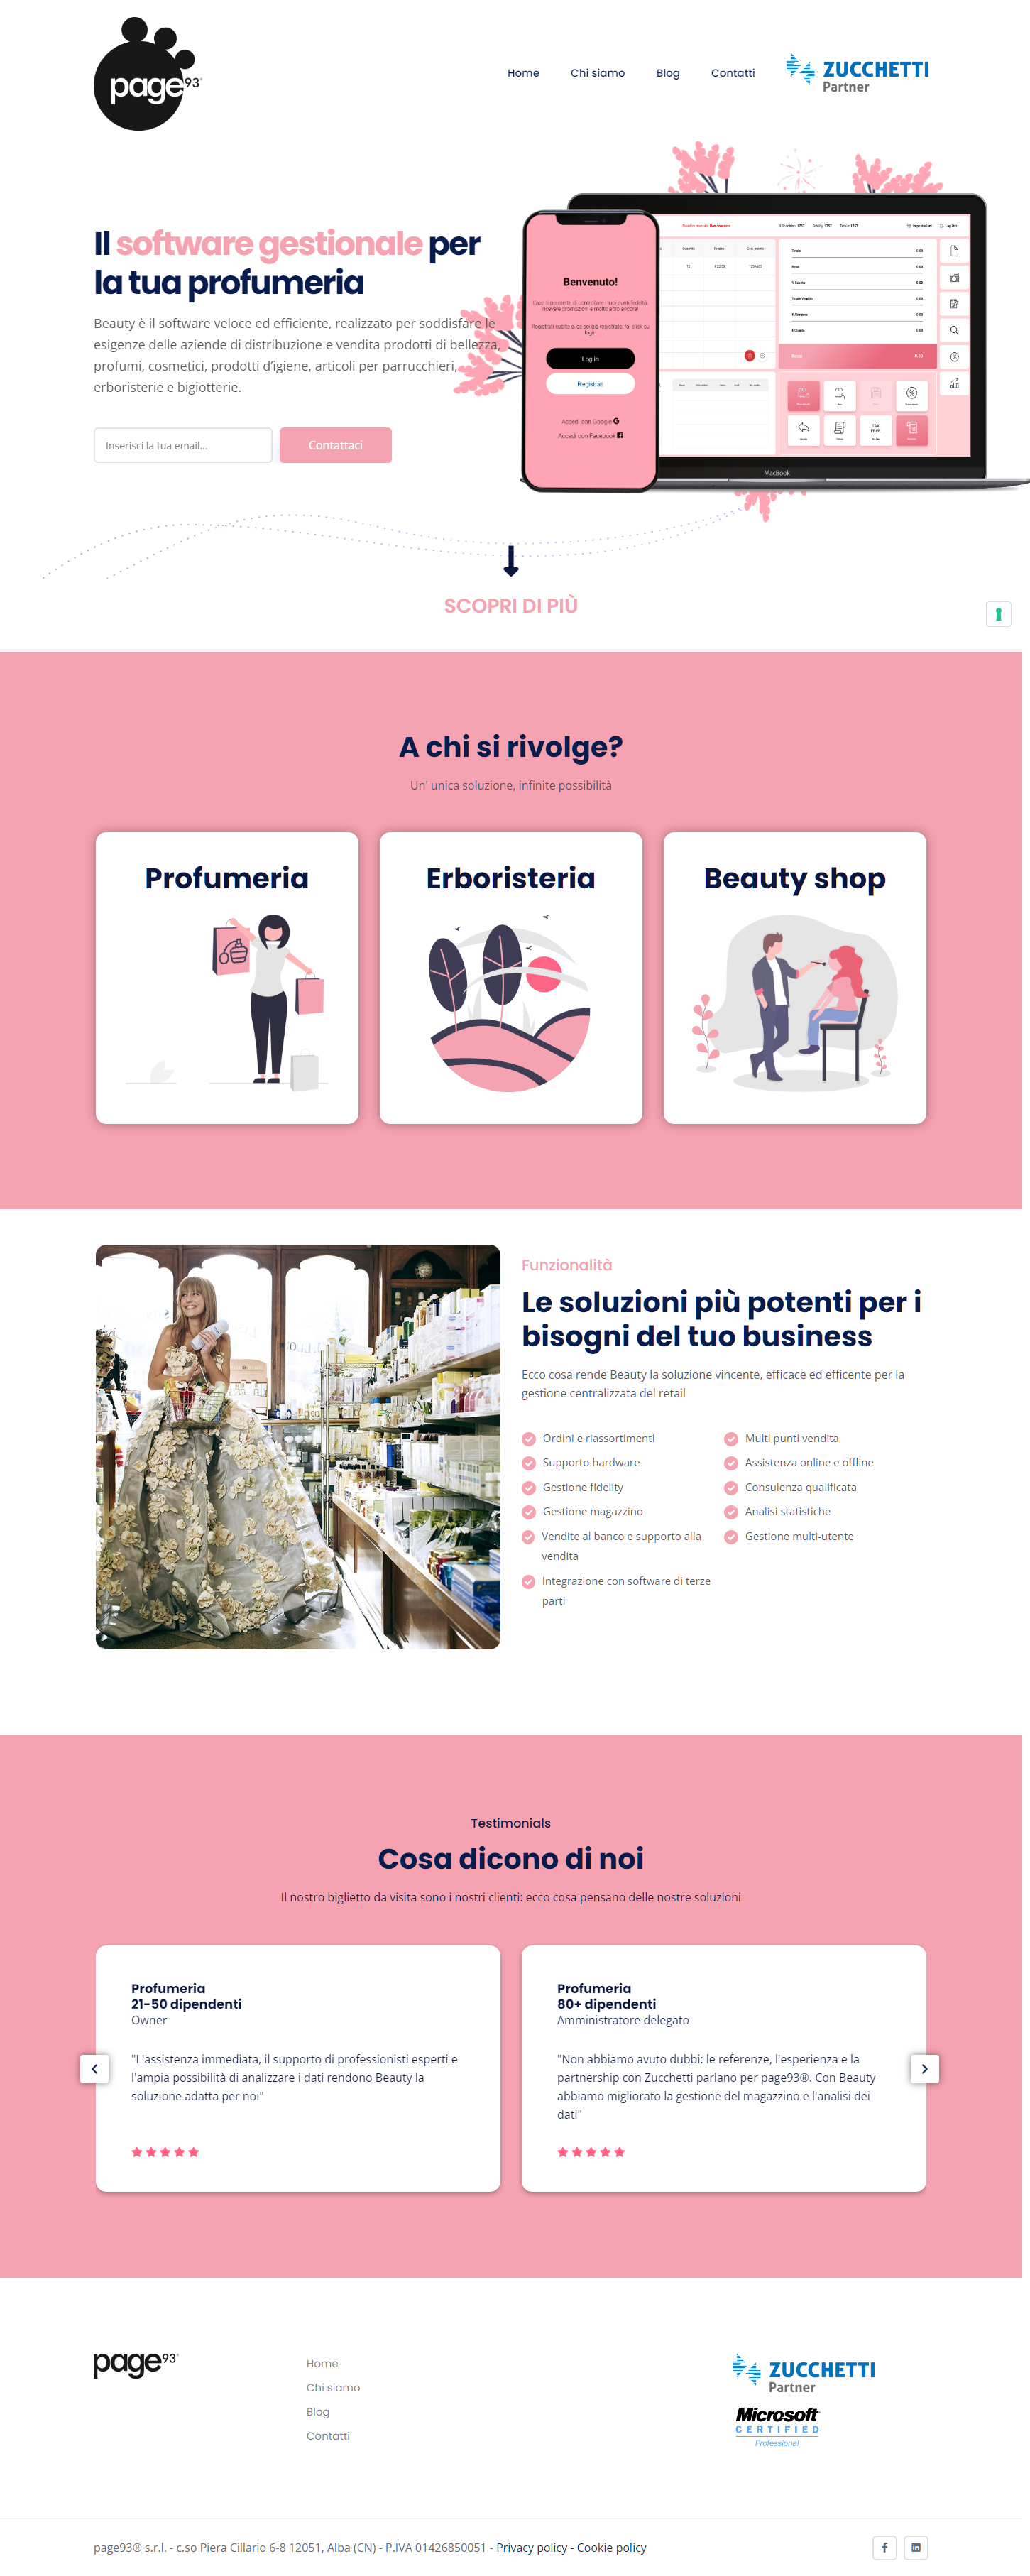 page93®
Home
Chi siamo
Blog
Contatti
ZUCCHETTI
Partner
Il software gestionale per
la tua profumeria
Beauty è il software veloce ed efficiente, realizzato per soddisfare le
esigenze delle aziende di distribuzione e vendita prodotti di bellezza,
profumi, cosmetici, prodotti d’igiene, articoli per parrucchieri,
erboristerie e bigiotterie.
Inserisci la tua email...
Contattaci
Benvenuto!
Registrati subito o, se sei già registrato, fai click su
login
Log in
Registrati
Accedi con Google
Accedi con Facebook
MacBook
SCOPRI DI PIÙ
A chi si rivolge?
Un' unica soluzione, infinite possibilità
Profumeria
Erboristeria
Beauty shop
Funzionalità
Le soluzioni più potenti per i
bisogni del tuo business
Ecco cosa rende Beauty la soluzione vincente, efficace ed efficente per la
gestione centralizzata del retail
Ordini e riassortimenti
Supporto hardware
Gestione fidelity
Gestione magazzino
Vendite al banco e supporto alla
vendita
Integrazione con software di terze
parti
Multi punti vendita
Assistenza online e offline
Consulenza qualificata
Analisi statistiche
Gestione multi-utente
Testimonials
Cosa dicono di noi
Il nostro biglietto da visita sono i nostri clienti: ecco cosa pensano delle nostre soluzioni
Profumeria
21-50 dipendenti
Owner
"L'assistenza immediata, il supporto di professionisti esperti e
l'ampia possibilità di analizzare i dati rendono Beauty la
soluzione adatta per noi"
Profumeria
80+ dipendenti
Amministratore delegato
"Non abbiamo avuto dubbi: le referenze, l'esperienza e la
partnership con Zucchetti parlano per page93®. Con Beauty
abbiamo migliorato la gestione del magazzino e l'analisi dei
dati"
page93®
Home
Chi siamo
Blog
Contatti
ZUCCHETTI
Partner
Microsoft
CERTIFIED
Professional
page93® s.r.l. - c.so Piera Cillario 6-8 12051, Alba (CN) - P.IVA 01426850051 - Privacy policy - Cookie policy